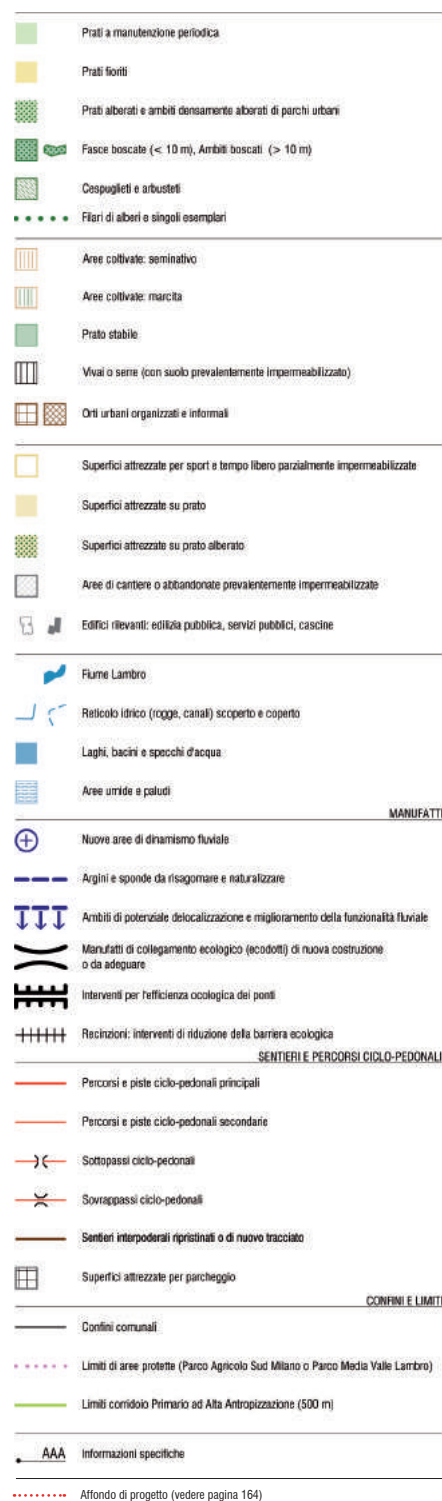 Prati a manutenzione periodica
Prati fioriti
Prati alberati e ambiti densamente alberati di parchi urbani
Fasce boscate (< 10 m), Ambiti boscati (> 10 m)
Cespuglieti e arbusteti
Filari di alberi e singoli esemplari
Aree coltivate: seminativo
Aree coltivate: marcita
Prato stabile
Vivai o serre (con suolo prevalentemente impermeabilizzato)
Orti urbani organizzati e informali
Superfici attrezzate per sport e tempo libero parzialmente impermeabilizzate
Superfici attrezzate su prato
Superfici attrezzate su prato alberato
Aree di cantiere o abbandonate prevalentemente impermeabilizzate
Edifici rilevanti: edilizia pubblica, servizi pubblici, cascine
Fiume Lambro
Reticolo idrico (rogge, canali) scoperto e coperto
Laghi, bacini e specchi d'acqua
Aree umide e paludi
MANUFATTI
Nuove aree di dinamismo fluviale
Argini e sponde da risagomare e naturalizzare
Ambiti di potenziale delocalizzazione e miglioramento della funzionalità fluviale
Manufatti di collegamento ecologico (ecodotti) di nuova costruzione
o da adeguare
Interventi per l'efficienza ecologica dei ponti
Recinzioni: interventi di riduzione della barriera ecologica
SENTIERI E PERCORSI CICLO-PEDONALI
Percorsi e piste ciclo-pedonali principali
Percorsi e piste ciclo-pedonali secondarie
Sottopassi ciclo-pedonali
Sovrappassi ciclo-pedonali
Sentieri interpoderali ripristinati o di nuovo tracciato
Superfici attrezzate per parcheggio
CONFINI E LIMITI
Confini comunali
Limiti di aree protette (Parco Agricolo Sud Milano o Parco Media Valle Lambro)
Limiti corridoio Primario ad Alta Antropizzazione (500 m)
AAA Informazioni specifiche
Affondo di progetto (vedere pagina 164)